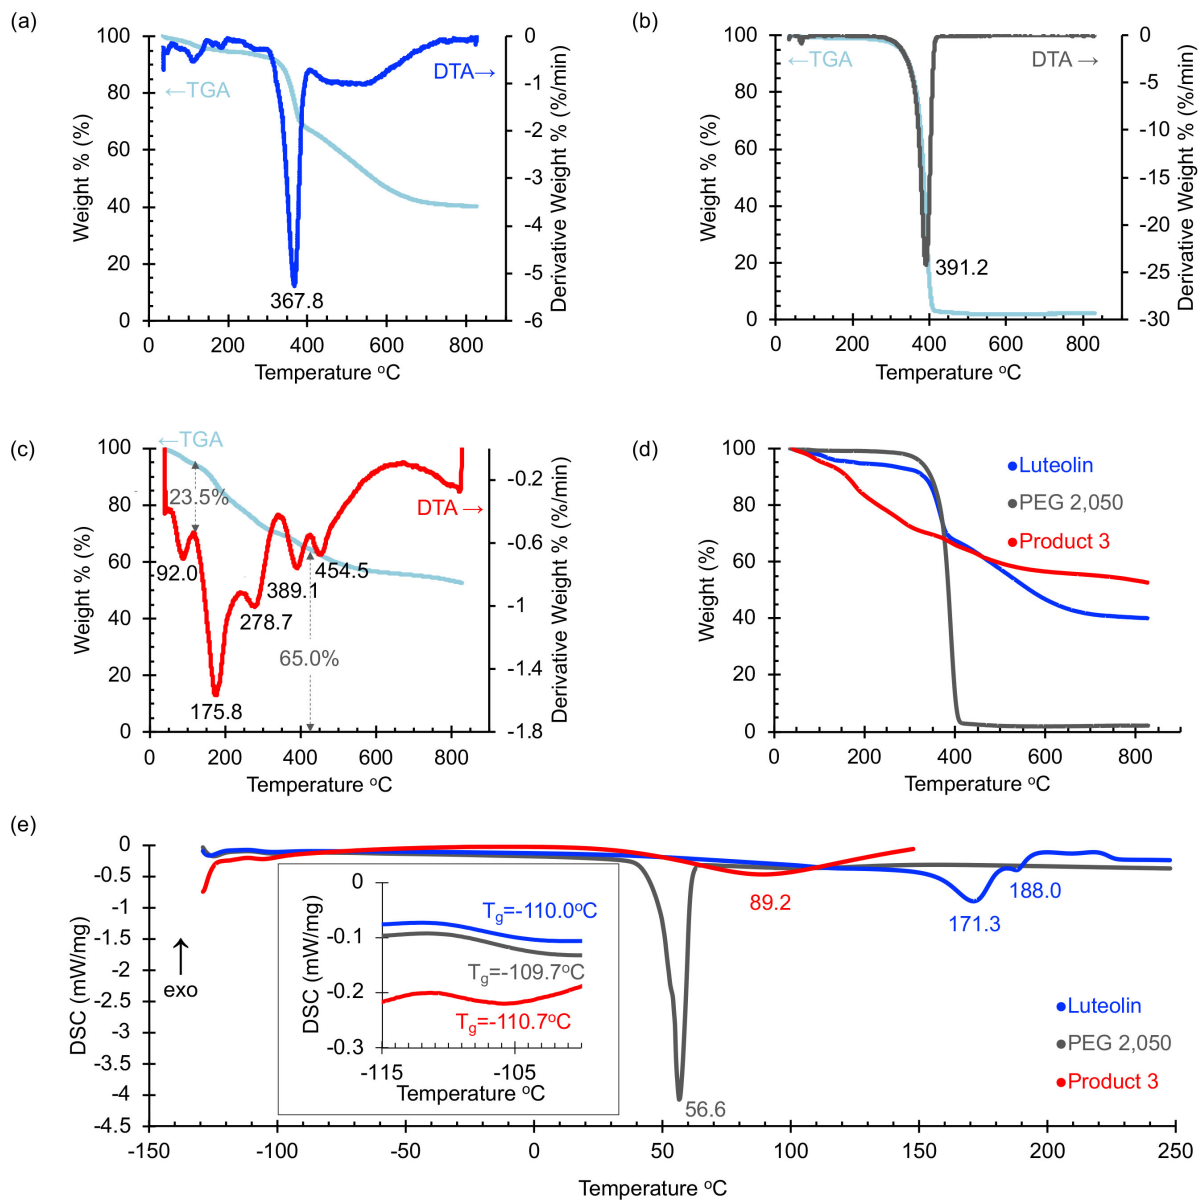 (a)
100
80
60
40
20
0
Weight % (%)
←TGA
DTA→
367.8
0
-1
-2
-3
-4
-5
-6
Derivative Weight % (%/min)
0 200 400 600 800
Temperature ºC
(b)
100
80
60
40
20
0
Weight % (%)
←TGA
DTA →
391.2
0
-5
-10
-15
-20
-25
-30
Derivative Weight % (%/min)
0 200 400 600 800
Temperature ºC
(c)
100
80
60
40
20
0
Weight % (%)
←TGA
23.5%
DTA →
92.0
454.5
389.1
278.7
65.0%
175.8
-0.2
-0.6
-1
-1.4
-1.8
Derivative Weight % (%/min)
0 200 400 600 800
Temperature ºC
(d)
100
80
60
40
20
0
Weight (%)
Luteolin
PEG 2,050
Product 3
0 200 400 600 800
Temperature ºC
(e)
0
-0.5
-1
-1.5
-2
-2.5
-3
-3.5
-4
-4.5
DSC (mW/mg)
↑
exo
0
-0.1
-0.2
-0.3
DSC (mW/mg)
Tg=-110.0ºC
Tg=-109.7ºC
Tg=-110.7ºC
-115 -105
Temperature ºC
89.2
188.0
171.3
56.6
Luteolin
PEG 2,050
Product 3
-150 -100 -50 0 50 100 150 200 250
Temperature ºC